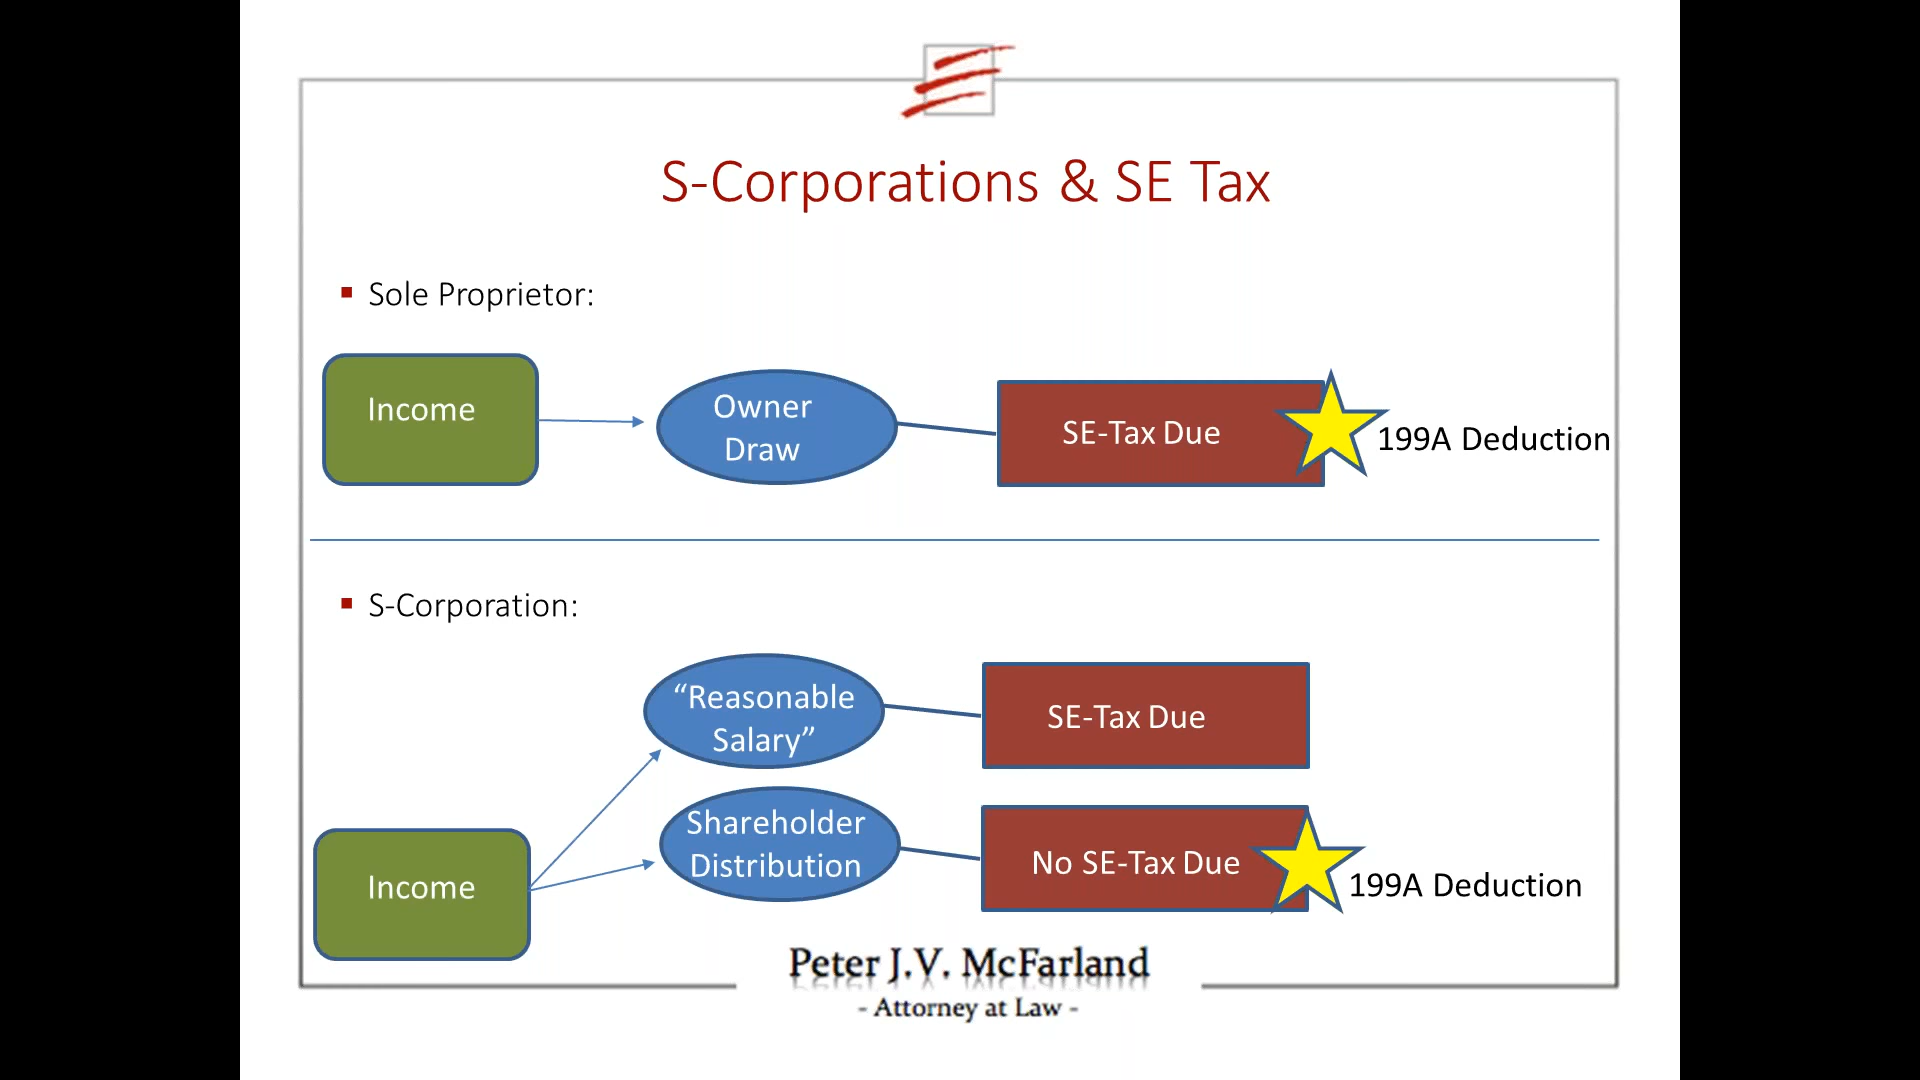 S-Corporations & SE Tax
Sole Proprietor:
Income
Owner
Draw
SE-Tax Due
199A Deduction
S-Corporation:
“Reasonable
Salary”
SE-Tax Due
Income
Shareholder
Distribution
No SE-Tax Due
199A Deduction
Peter J.V. McFarland
- Attorney at Law -